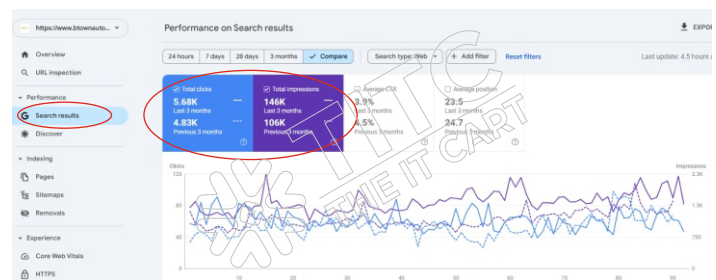 https://www.btownauto...
Performance on Search results
EXPOR
24 hours
7 days
28 days
3 months
Compare
Search type: Web
+ Add filter
Reset filters
Last update: 4.5 hours a
Overview
URL inspection
Performance
Search results
Discover
Indexing
Pages
Sitemaps
Removals
Experience
Core Web Vitals
HTTPS
Total clicks
5.68K
Last 3 months
4.83K
Previous 3 months
Total impressions
146K
Last 3 months
106K
Previous 3 months
Average CTR
3.9%
Last 3 months
4.5%
Previous 3 months
Average position
23.5
Last 3 months
24.7
Previous 3 months
Clicks
Impressions
120
80
40
0
2.3K
1.5K
750
0
10
20
30
40
50
60
70
80
90
TITC
THE IT CART